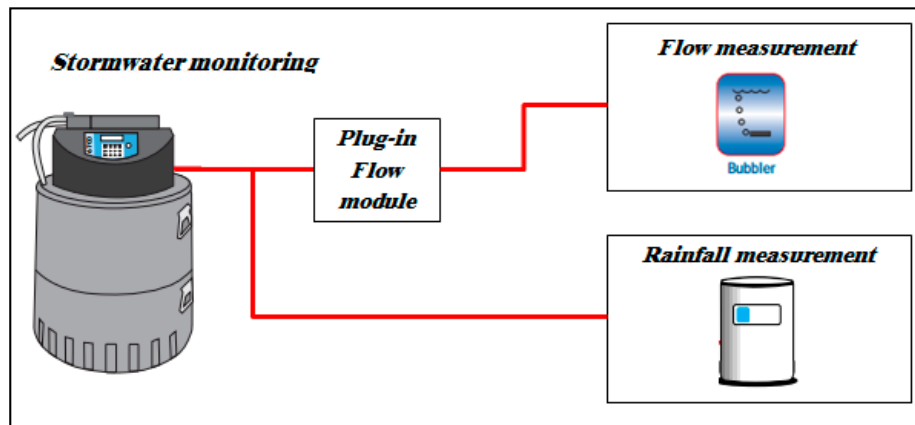 Stormwater monitoring
Plug-in
Flow
module
Flow measurement
Bubbler
Rainfall measurement